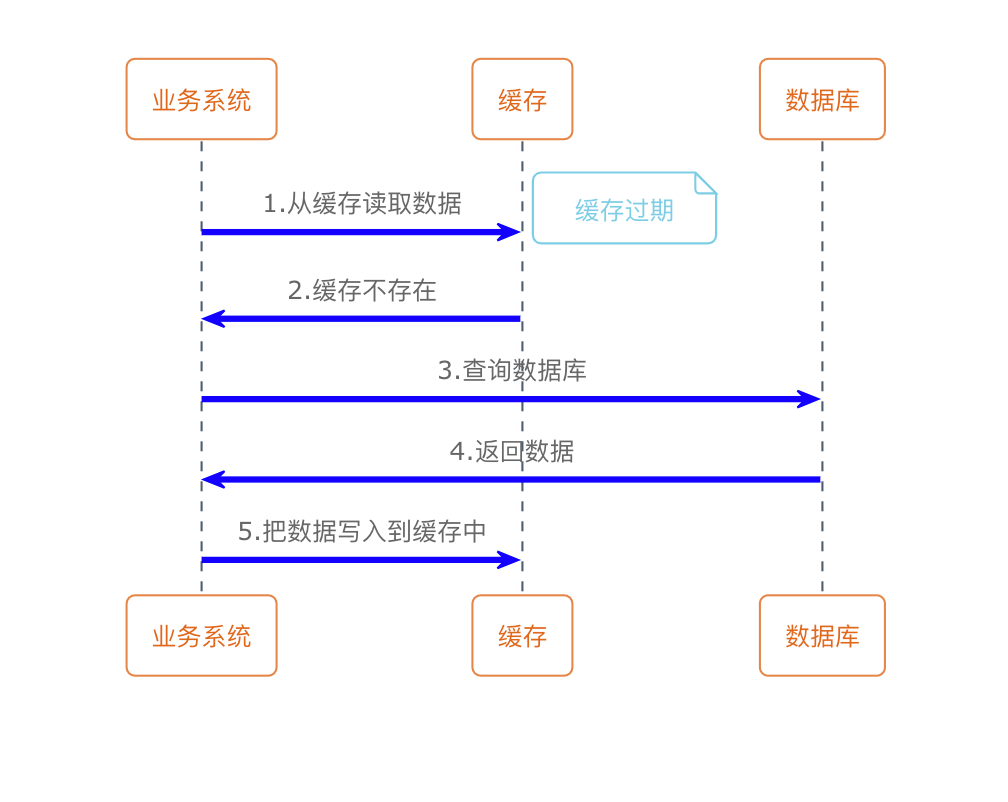 业务系统
缓存
数据库
1.从缓存读取数据
缓存过期
2.缓存不存在
3.查询数据库
4.返回数据
5.把数据写入到缓存中
业务系统
缓存
数据库